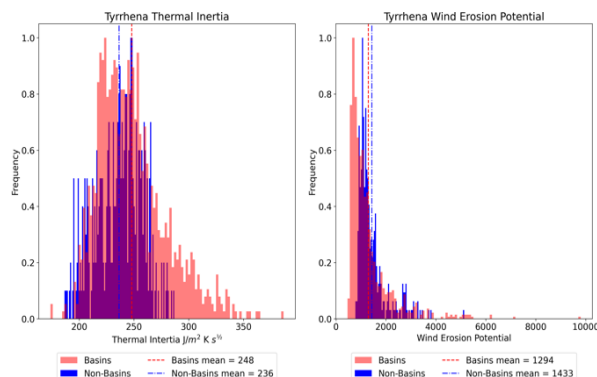 Tyrrhena Thermal Inertia
Frequency
1.0
0.8
0.6
0.4
0.2
0.0
200 250 300 350
Thermal Intertia J/m² K s½
Basins
Non-Basins
Basins mean = 248
Non-Basins mean = 236
Tyrrhena Wind Erosion Potential
Frequency
1.0
0.8
0.6
0.4
0.2
0.0
0 2000 4000 6000 8000 10000
Wind Erosion Potential
Basins
Non-Basins
Basins mean = 1294
Non-Basins mean = 1433